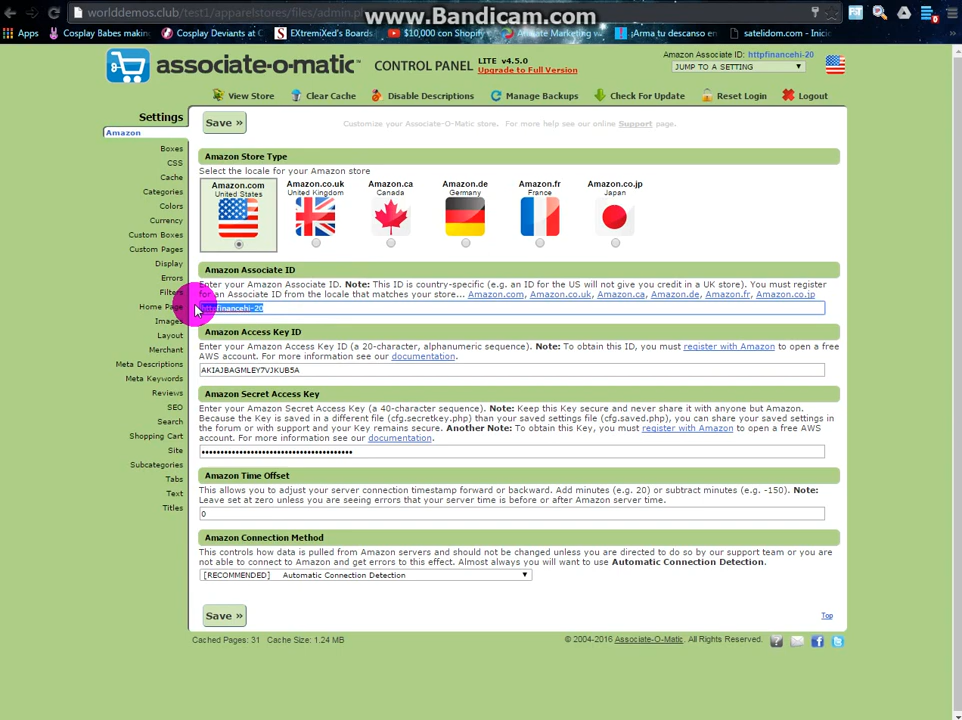 worlddemos.club/test1/apparelstores/files/admin.p
www.Bandicam.com
Apps
Cosplay Babes making
Cosplay Deviants at
SEXtremiXed's Boards
$10,000 con Shopify
Affiliate Marketing
¡Arma tu descanso en
satelidom.com - Inicio
associate-o-matic
CONTROL PANEL
LITE v4.5.0
Upgrade to Full Version
Amazon Associate ID: httpfinancehi-20
JUMP TO A SETTING
View Store
Clear Cache
Disable Descriptions
Manage Backups
Check For Update
Reset Login
Logout
Settings
Amazon
Boxes
CSS
Cache
Categories
Colors
Currency
Custom Boxes
Custom Pages
Display
Errors
Filters
Home Page
Images
Layout
Merchant
Meta Descriptions
Meta Keywords
Reviews
SEO
Search
Shopping Cart
Site
Subcategories
Tabs
Text
Titles
Save »
Customize your Associate-O-Matic store. For more help see our online Support page.
Amazon Store Type
Select the locale for your Amazon store
Amazon.com
United States
Amazon.co.uk
United Kingdom
Amazon.ca
Canada
Amazon.de
Germany
Amazon.fr
France
Amazon.co.jp
Japan
Amazon Associate ID
Enter your Amazon Associate ID. Note: This ID is country-specific (e.g. an ID for the US will not give you credit in a UK store). You must register
for an Associate ID from the locale that matches your store... Amazon.com, Amazon.co.uk, Amazon.ca, Amazon.de, Amazon.fr, Amazon.co.jp
httpfinancehi-20
Amazon Access Key ID
Enter your Amazon Access Key ID (a 20-character, alphanumeric sequence). Note: To obtain this ID, you must register with Amazon to open a free
AWS account. For more information see our documentation.
AKIAJBAGMLEY7VJKUB5A
Amazon Secret Access Key
Enter your Amazon Secret Access Key (a 40-character sequence). Note: Keep this Key secure and never share it with anyone but Amazon.
Because the Key is saved in a different file (cfg.secretkey.php) than your saved settings file (cfg.saved.php), you can share your saved settings in
the forum or with support and your Key remains secure. Another Note: To obtain this Key, you must register with Amazon to open a free AWS
account. For more information see our documentation.
Amazon Time Offset
This allows you to adjust your server connection timestamp forward or backward. Add minutes (e.g. 20) or subtract minutes (e.g. -150). Note:
Leave set at zero unless you are seeing errors that your server time is before or after Amazon server time.
0
Amazon Connection Method
This controls how data is pulled from Amazon servers and should not be changed unless you are directed to do so by our support team or you are
not able to connect to Amazon and get errors to this effect. Almost always you will want to use Automatic Connection Detection.
[RECOMMENDED] Automatic Connection Detection
Save »
Top
Cached Pages: 31 Cache Size: 1.24 MB
© 2004-2016 Associate-O-Matic. All Rights Reserved.